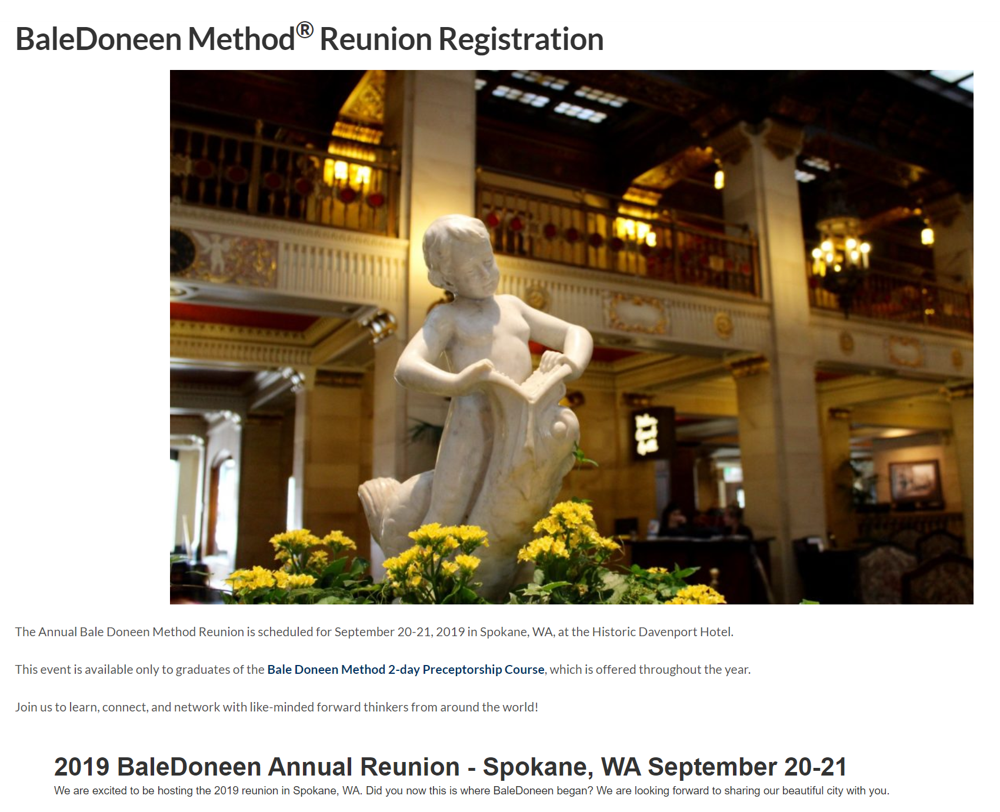 BaleDoneen Method® Reunion Registration
The Annual Bale Doneen Method Reunion is scheduled for September 20-21, 2019 in Spokane, WA, at the Historic Davenport Hotel.
This event is available only to graduates of the Bale Doneen Method 2-day Preceptorship Course, which is offered throughout the year.
Join us to learn, connect, and network with like-minded forward thinkers from around the world!
2019 BaleDoneen Annual Reunion - Spokane, WA September 20-21
We are excited to be hosting the 2019 reunion in Spokane, WA. Did you now this is where BaleDoneen began? We are looking forward to sharing our beautiful city with you.